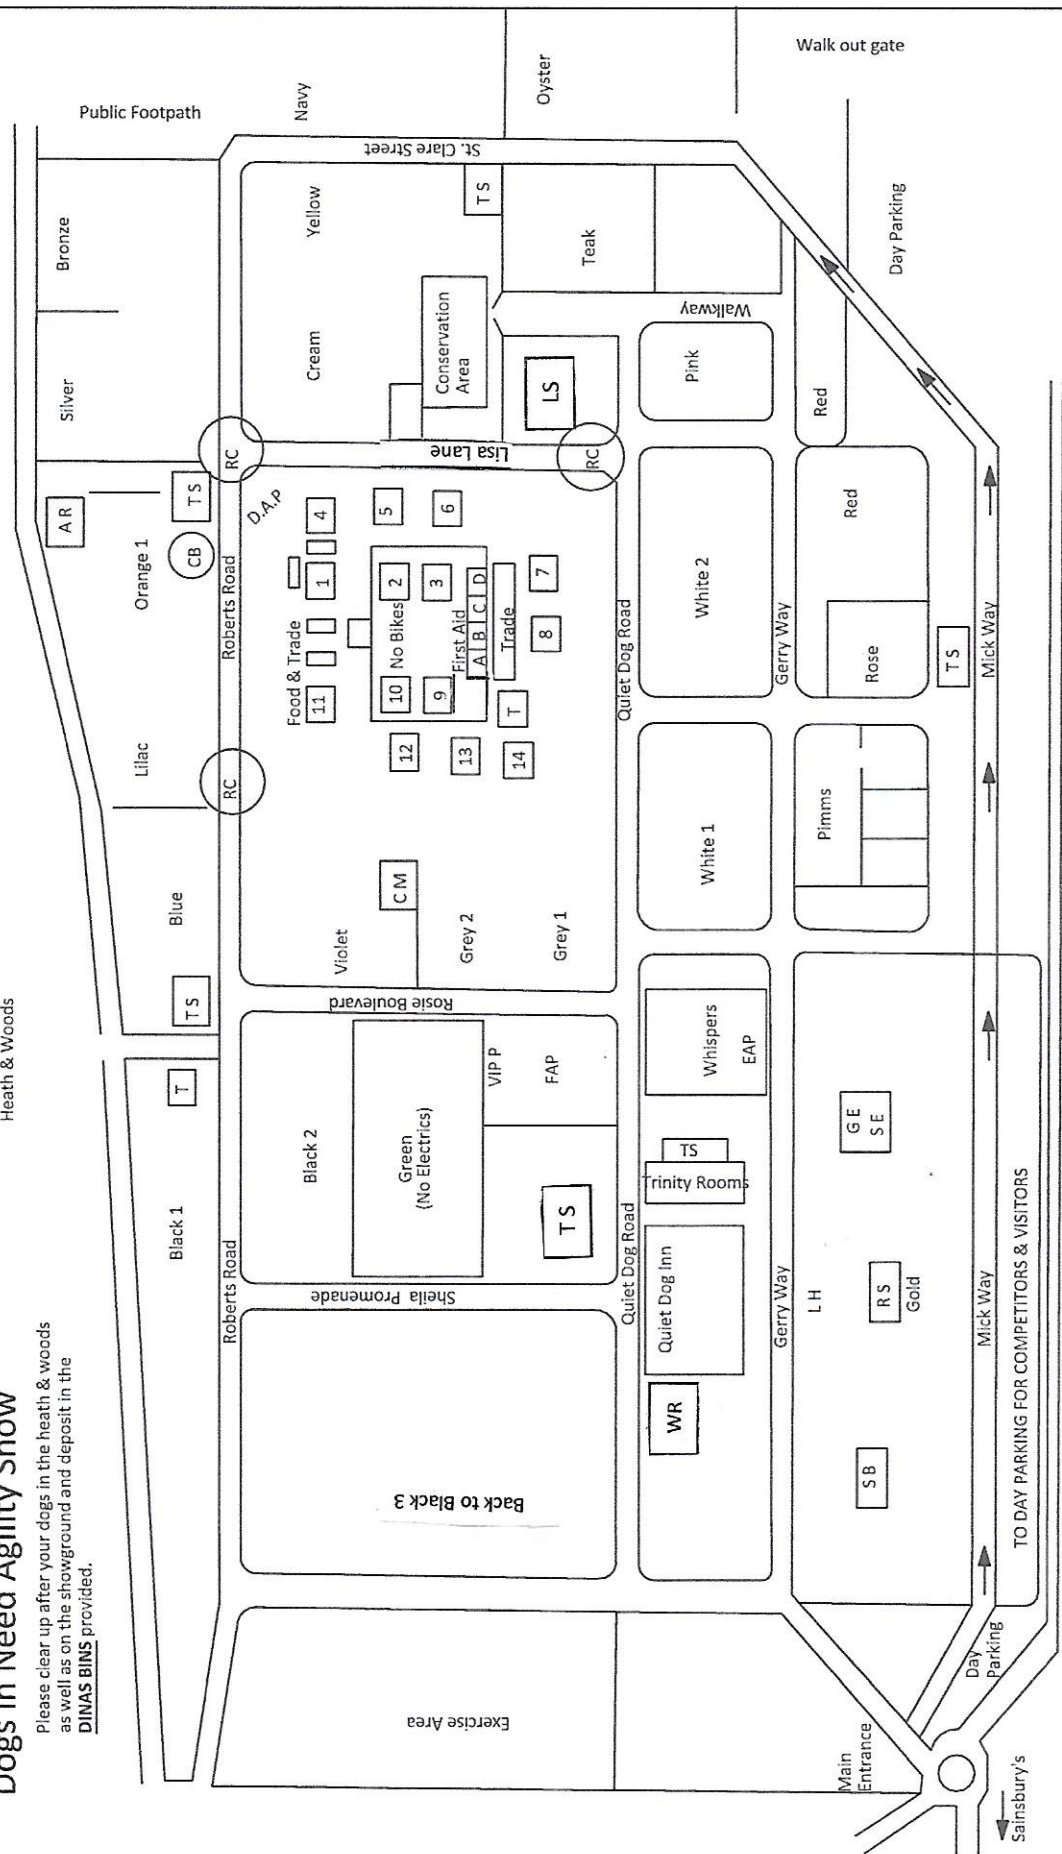 Dogs In Need Agility Show
Please clear up after your dogs in the heath & woods
as well as on the showground and deposit in the
DINAS BINS provided.
Heath & Woods
Public Footpath
Black 1
T
T S
Blue
Lilac
Orange 1
CB
T S
A R
Silver
Bronze
Navy
Oyster
Walk out gate
Roberts Road
RC
Roberts Road
RC
St. Clare Street
Exercise Area
Back to Black 3
Sheila Promenade
Black 2
Green
(No Electrics)
VIP P
FAP
T S
Rosie Boulevard
Violet
C M
Grey 2
Grey 1
Food & Trade
D.A.P
11
1
4
10
No Bikes
2
5
12
9
First Aid
3
6
13
A B C D
Trade
14
T
8
7
Lisa Lane
RC
Cream
Yellow
Conservation
Area
T S
LS
Teak
Walkway
Quiet Dog Road
Quiet Dog Road
WR
Quiet Dog Inn
Trinity Rooms
TS
Whispers
EAP
White 1
White 2
Pink
Gerry Way
Gerry Way
S B
L H
R S
Gold
G E
S E
Pimms
Rose
Red
Red
T S
Day Parking
Mick Way
Mick Way
TO DAY PARKING FOR COMPETITORS & VISITORS
Main
Entrance
Day
Parking
Sainsbury's